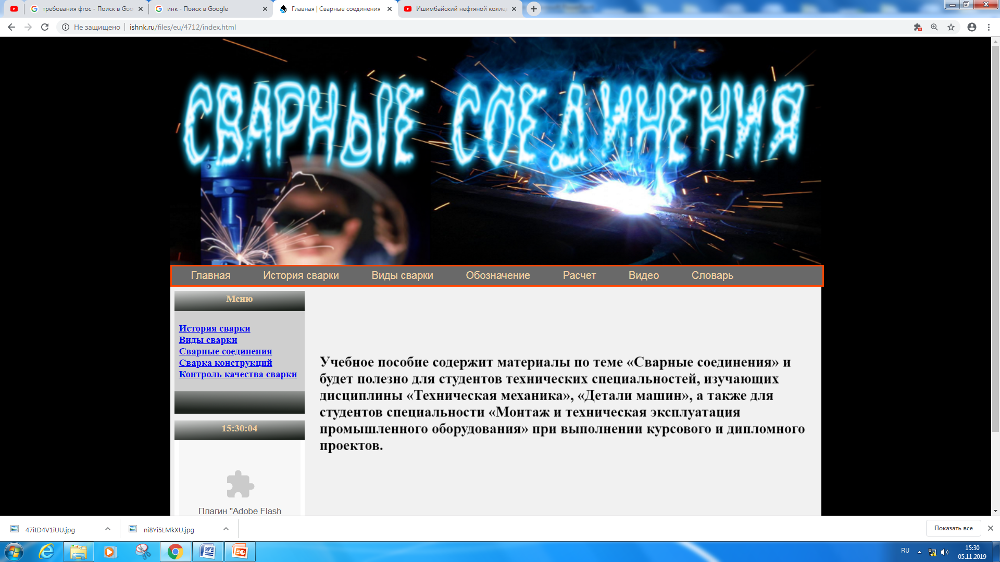 требования фгос - Поиск в Goo
инк - Поиск в Google
Главная | Сварные соединения
Ишимбайский нефтяной коллед
Не защищено
ishnk.ru/files/eu/4712/index.html
СВАРНЫЕ СОЕДИНЕНИЯ
Главная История сварки Виды сварки Обозначение Расчет Видео Словарь
Меню
История сварки
Виды сварки
Сварные соединения
Сварка конструкций
Контроль качества сварки
15:30:04
Плагин "Adobe Flash
Учебное пособие содержит материалы по теме «Сварные соединения» и
будет полезно для студентов технических специальностей, изучающих
дисциплины «Техническая механика», «Детали машин», а также для
студентов специальности «Монтаж и техническая эксплуатация
промышленного оборудования» при выполнении курсового и дипломного
проектов.
47itD4V1iUU.jpg
ni8Yi5LMkXU.jpg
Показать все
RU
15:30
05.11.2019